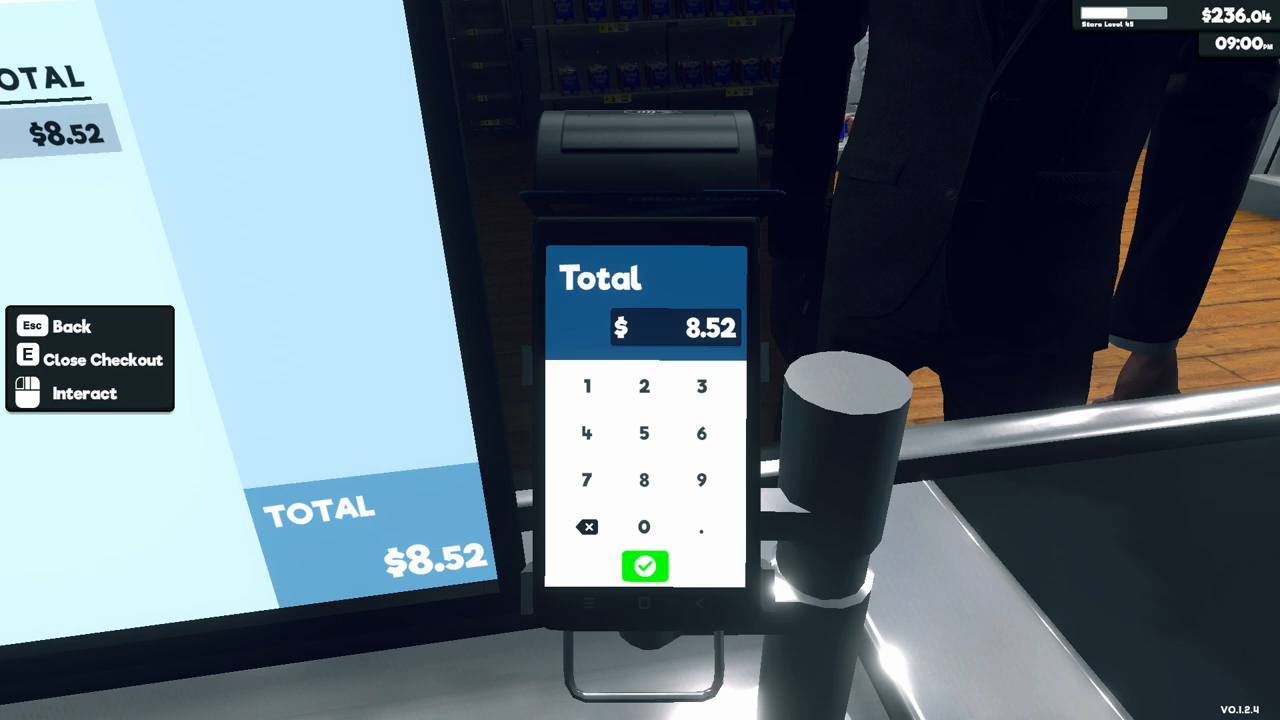 OTAL
$8.52
TOTAL
$8.52
Esc Back
E Close Checkout
Interact
Total
$ 8.52
1 2 3
4 5 6
7 8 9
0 .
$236.04
Store Level 45
09:00PM
V0.1.2.4